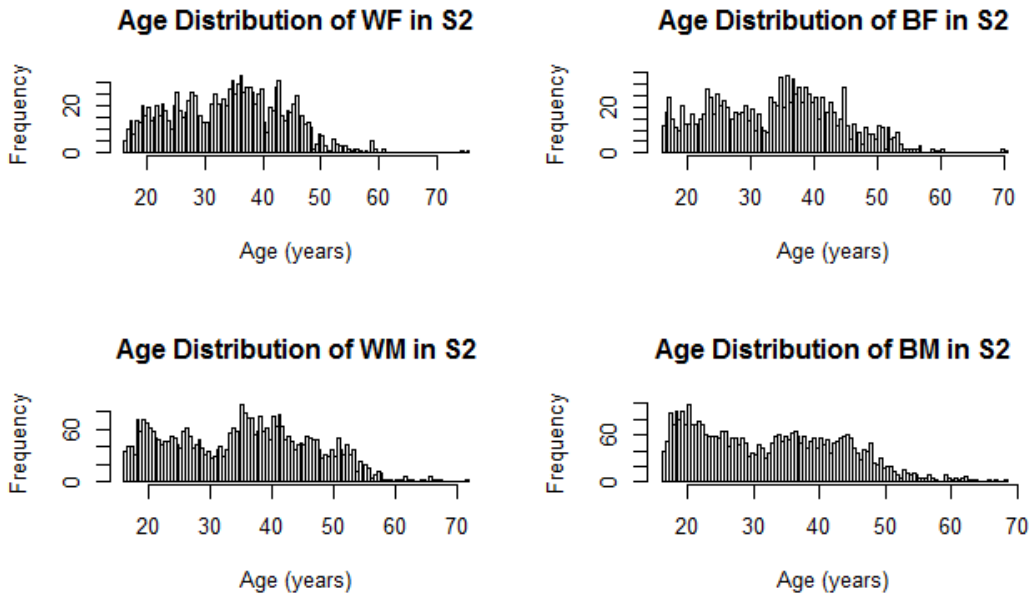 Age Distribution of WF in S2
Frequency
0 20
20 30 40 50 60 70
Age (years)
Age Distribution of BF in S2
Frequency
0 20
20 30 40 50 60 70
Age (years)
Age Distribution of WM in S2
Frequency
0 60
20 30 40 50 60 70
Age (years)
Age Distribution of BM in S2
Frequency
0 60
20 30 40 50 60 70
Age (years)